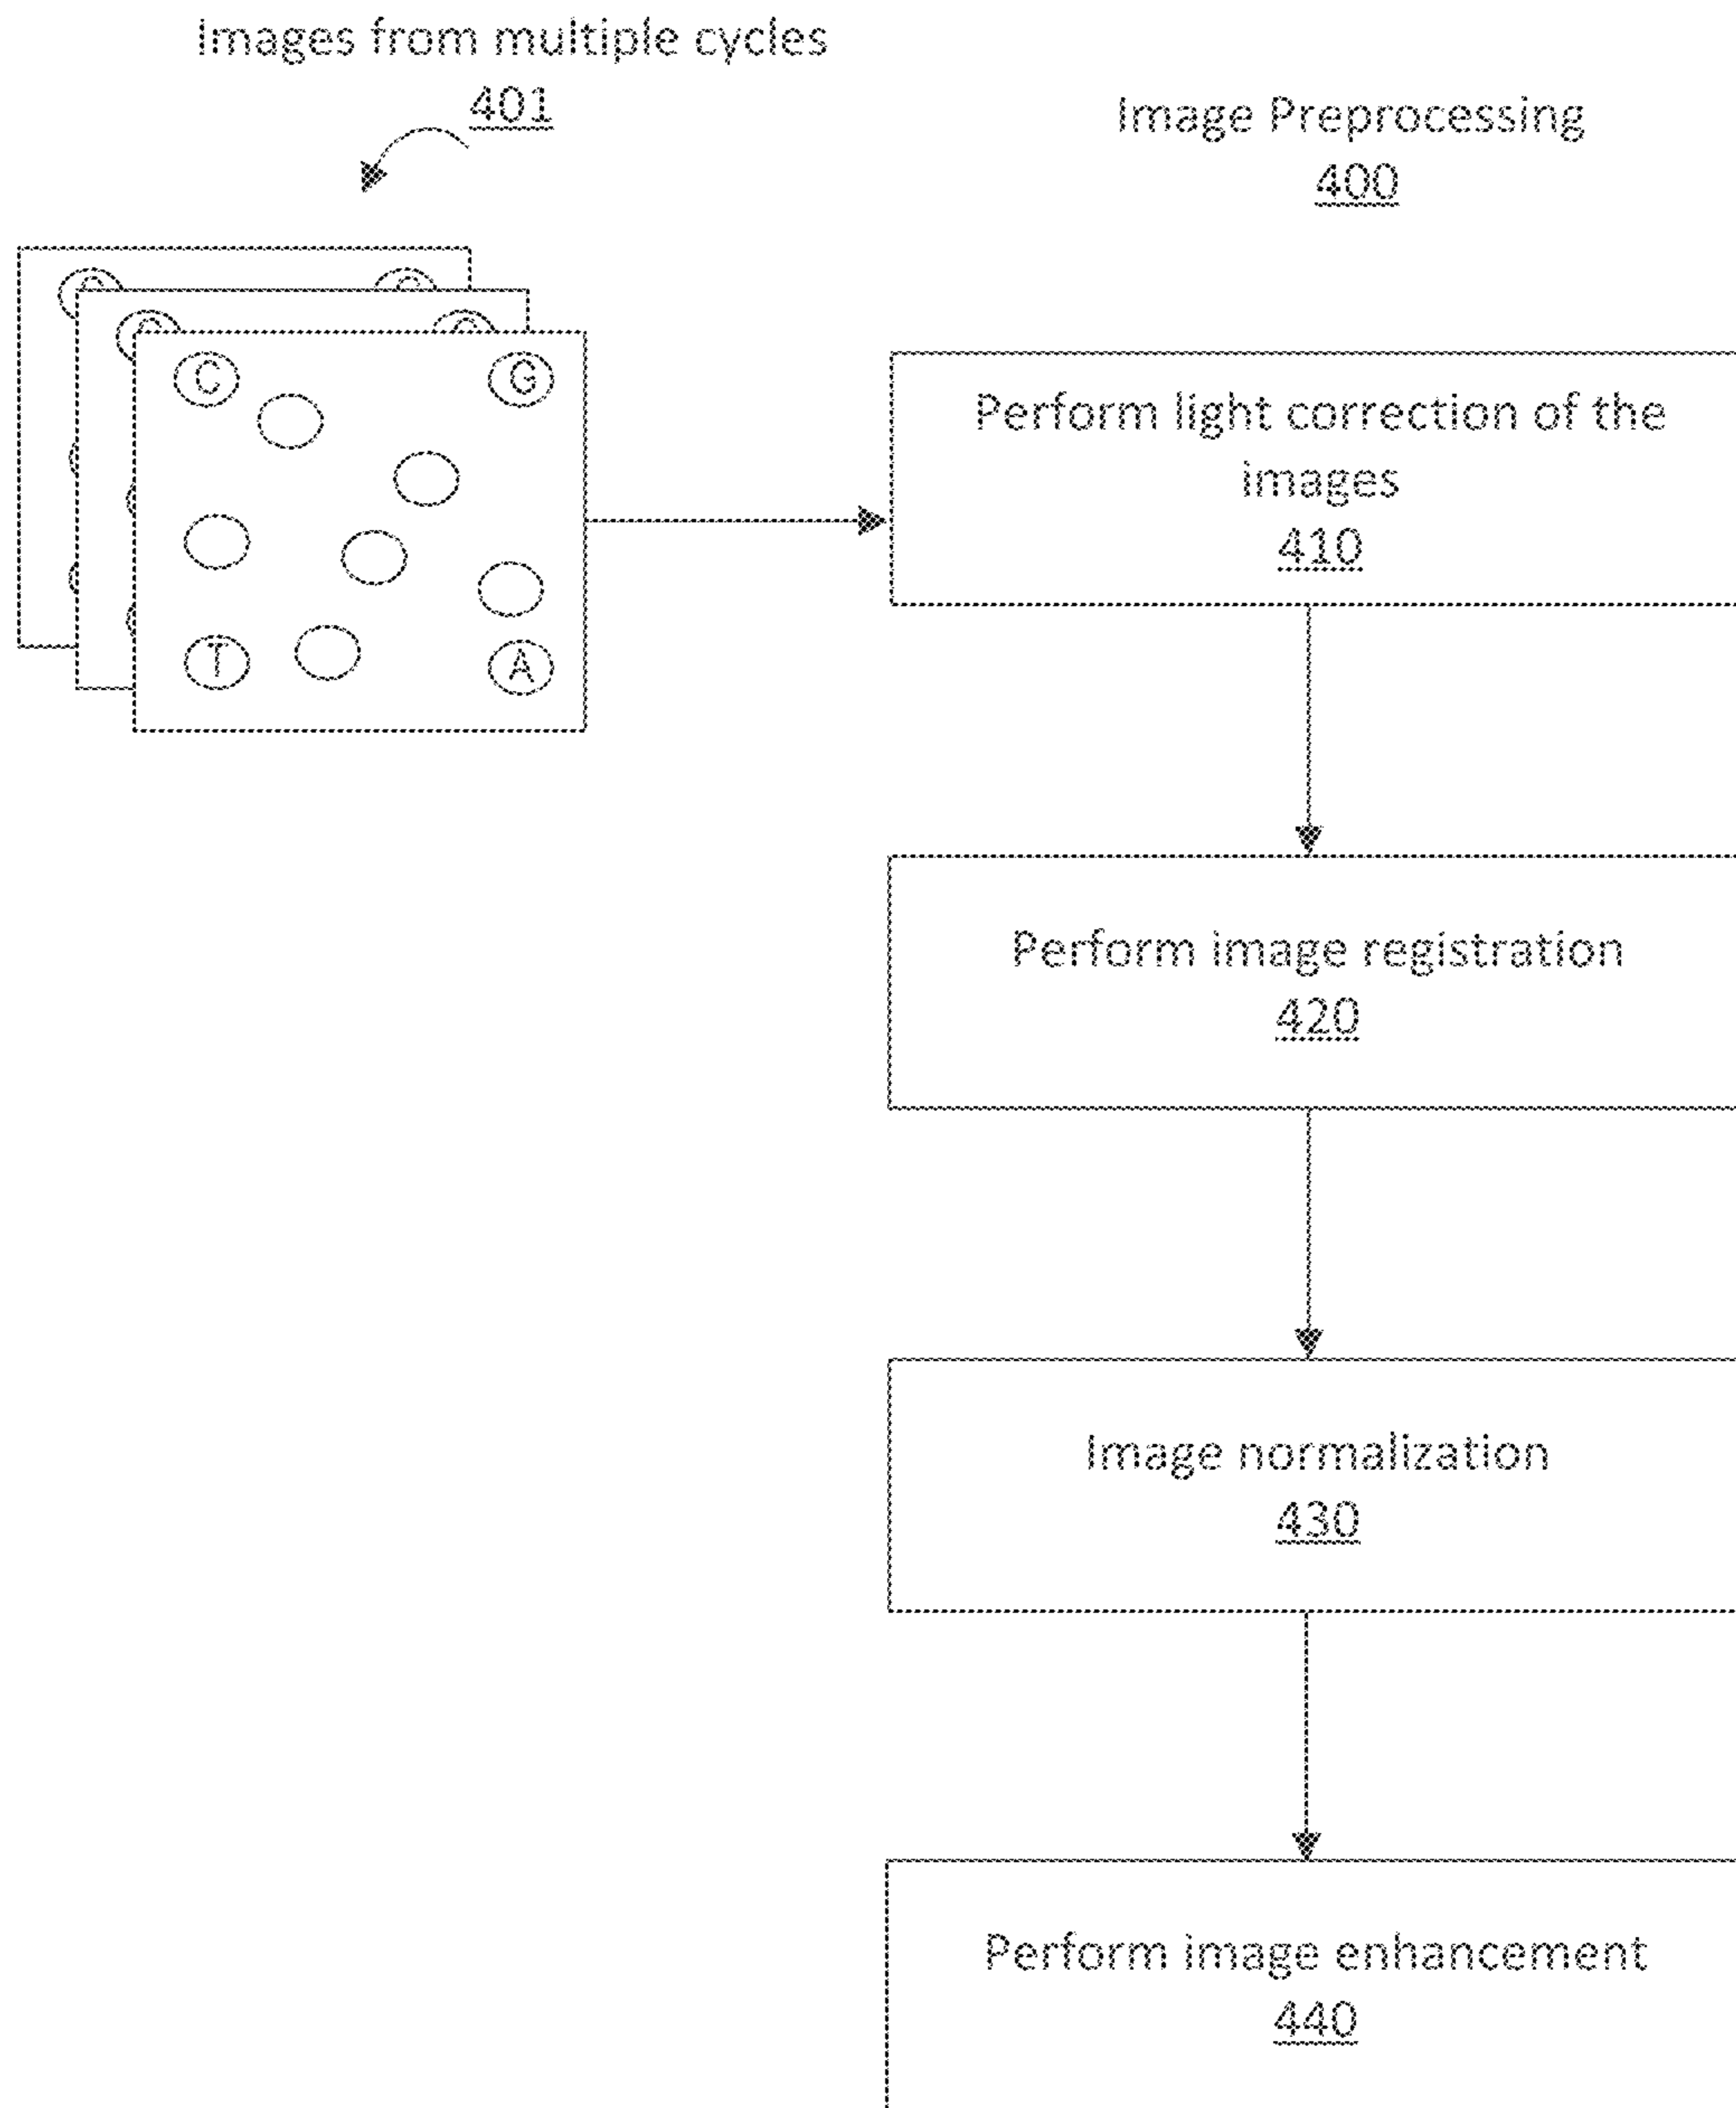 Images from multiple cycles
401
Image Preprocessing
400
C
G
T
A
Perform light correction of the
images
410
Perform image registration
420
Image normalization
430
Perform image enhancement
440